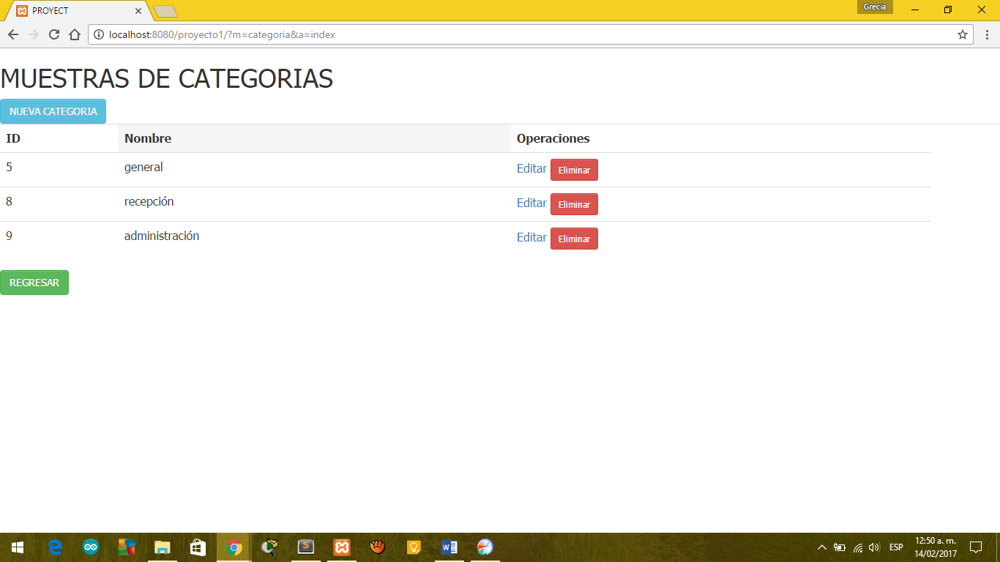 PROYECT
Grecia
localhost:8080/proyecto1/?m=categoria&a=index
MUESTRAS DE CATEGORIAS
NUEVA CATEGORIA
ID Nombre Operaciones
5 general Editar Eliminar
8 recepción Editar Eliminar
9 administración Editar Eliminar
REGRESAR
ESP
12:50 a. m.
14/02/2017